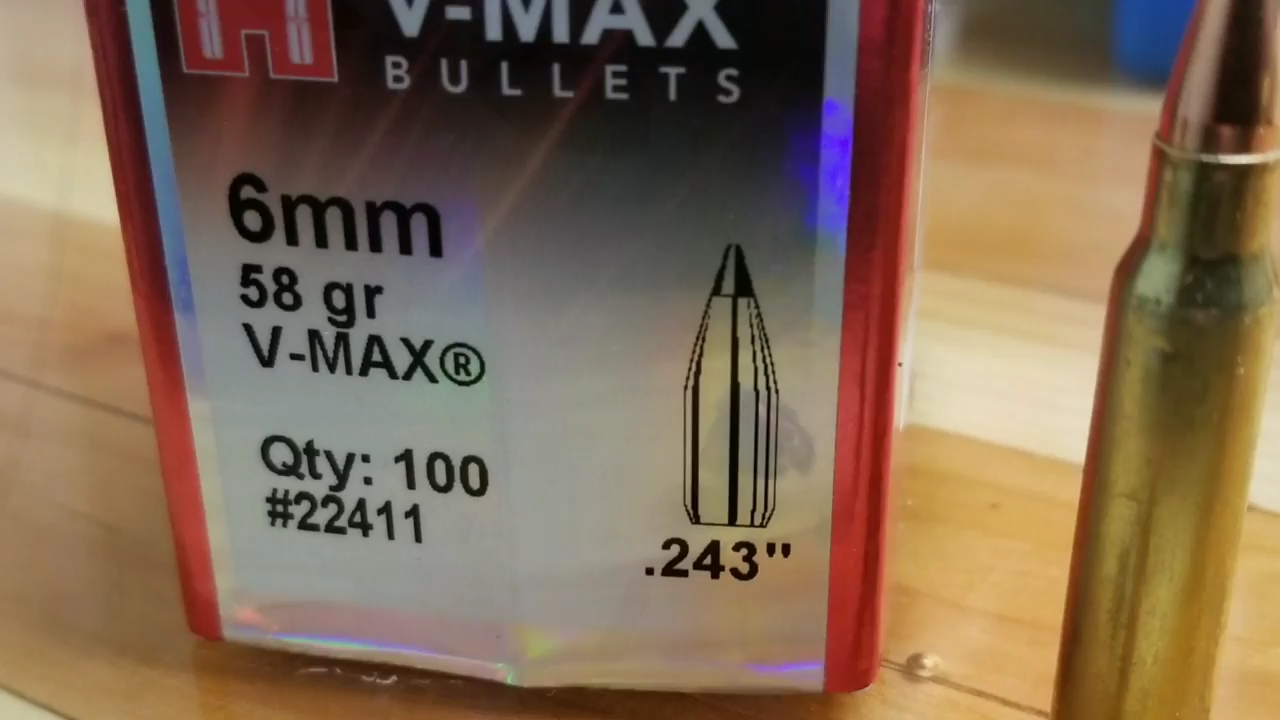 H
V-MAX
BULLETS
6mm
58 gr
V-MAX®
Qty: 100
#22411
.243"